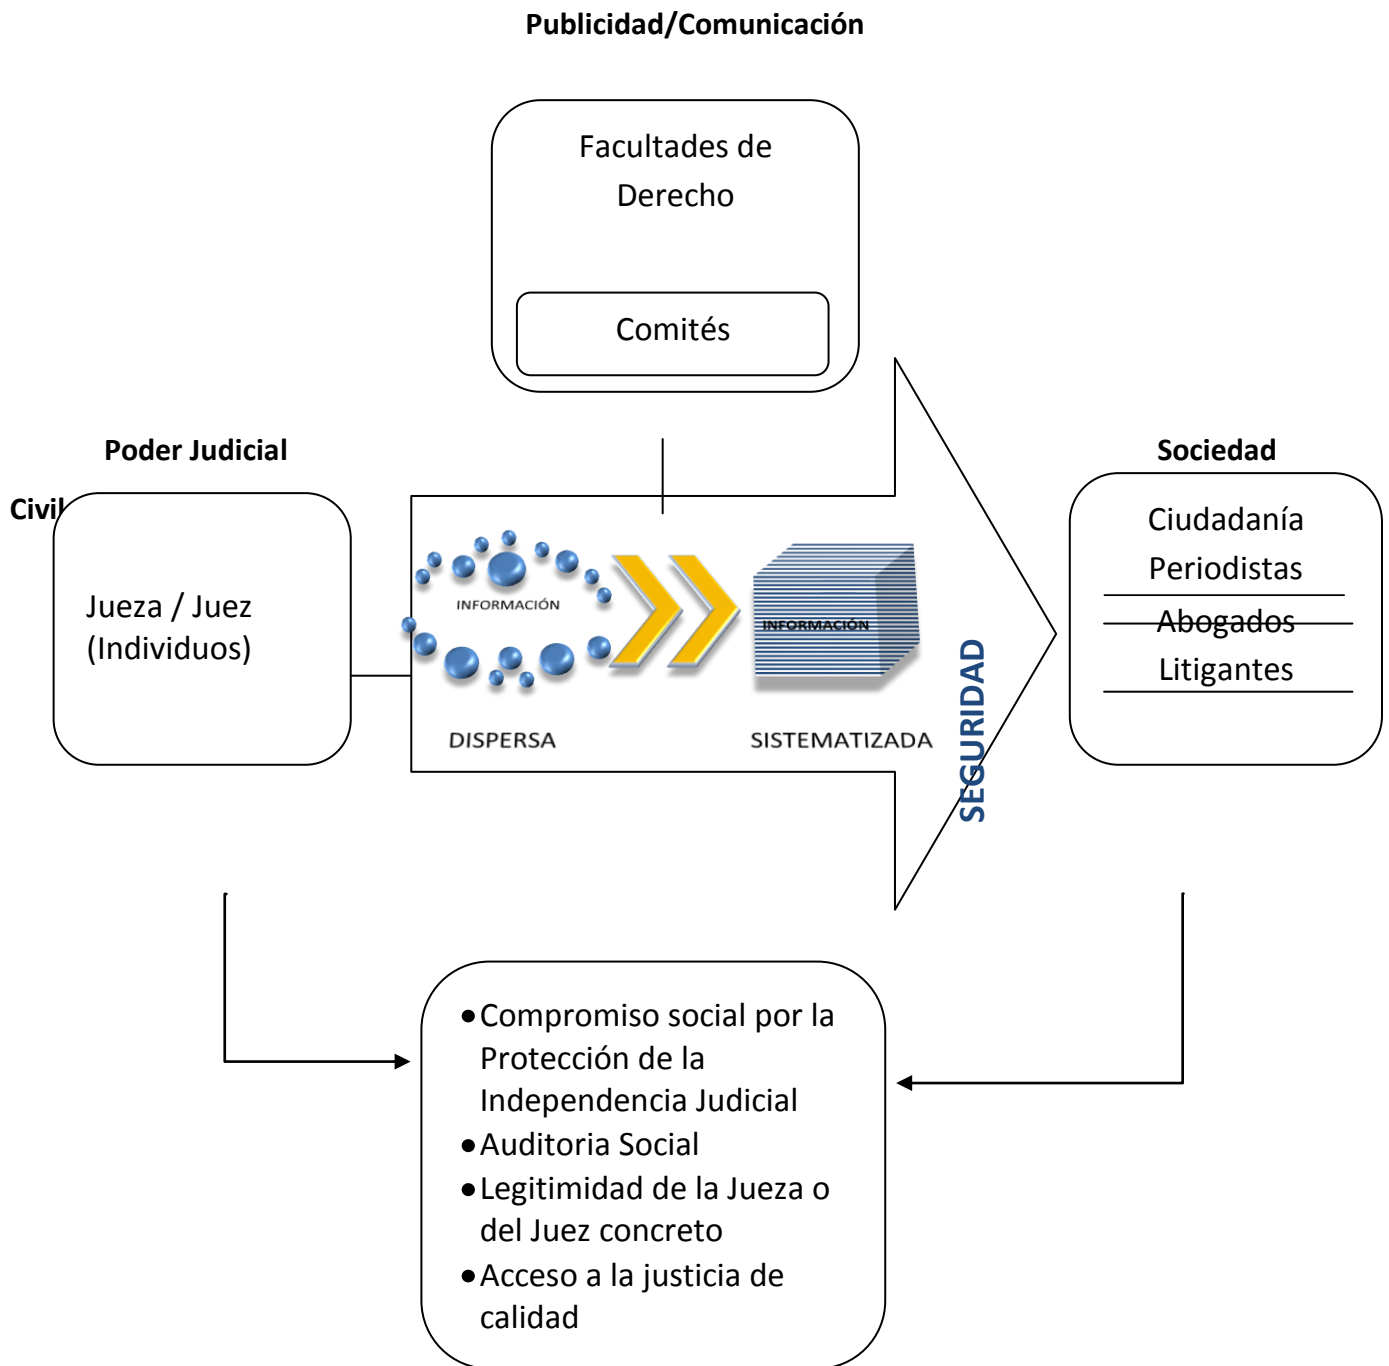 Publicidad/Comunicación
Facultades de
Derecho
Comités
Poder Judicial
Sociedad
Civil
Jueza / Juez
(Individuos)
INFORMACIÓN
DISPERSA
INFORMACIÓN
SISTEMATIZADA
SEGURIDAD
Ciudadanía
Periodistas
Abogados
Litigantes
•Compromiso social por la
Protección de la
Independencia Judicial
•Auditoria Social
•Legitimidad de la Jueza o
del Juez concreto
•Acceso a la justicia de
calidad